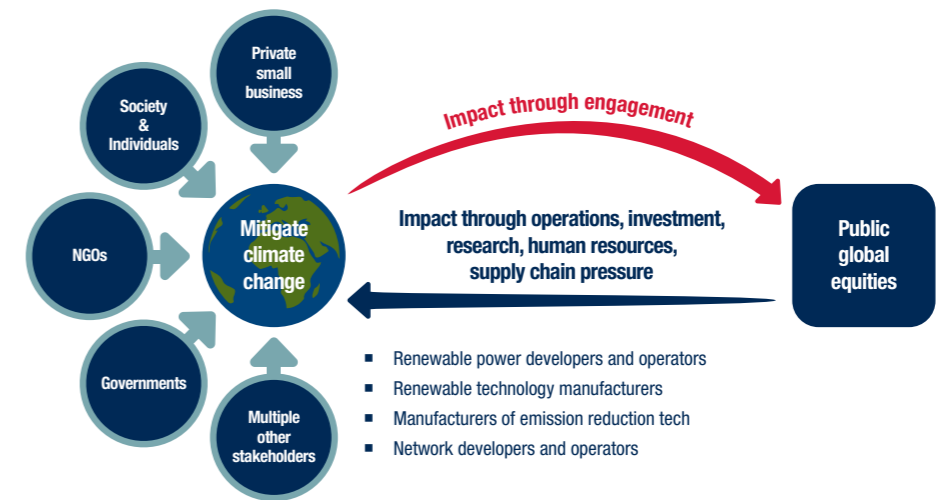 Private
small
business
Society
&
Individuals
NGOs
Governments
Multiple
other
stakeholders
Mitigate
climate
change
Impact through engagement
Impact through operations, investment,
research, human resources,
supply chain pressure
Public
global
equities
▪ Renewable power developers and operators
▪ Renewable technology manufacturers
▪ Manufacturers of emission reduction tech
▪ Network developers and operators